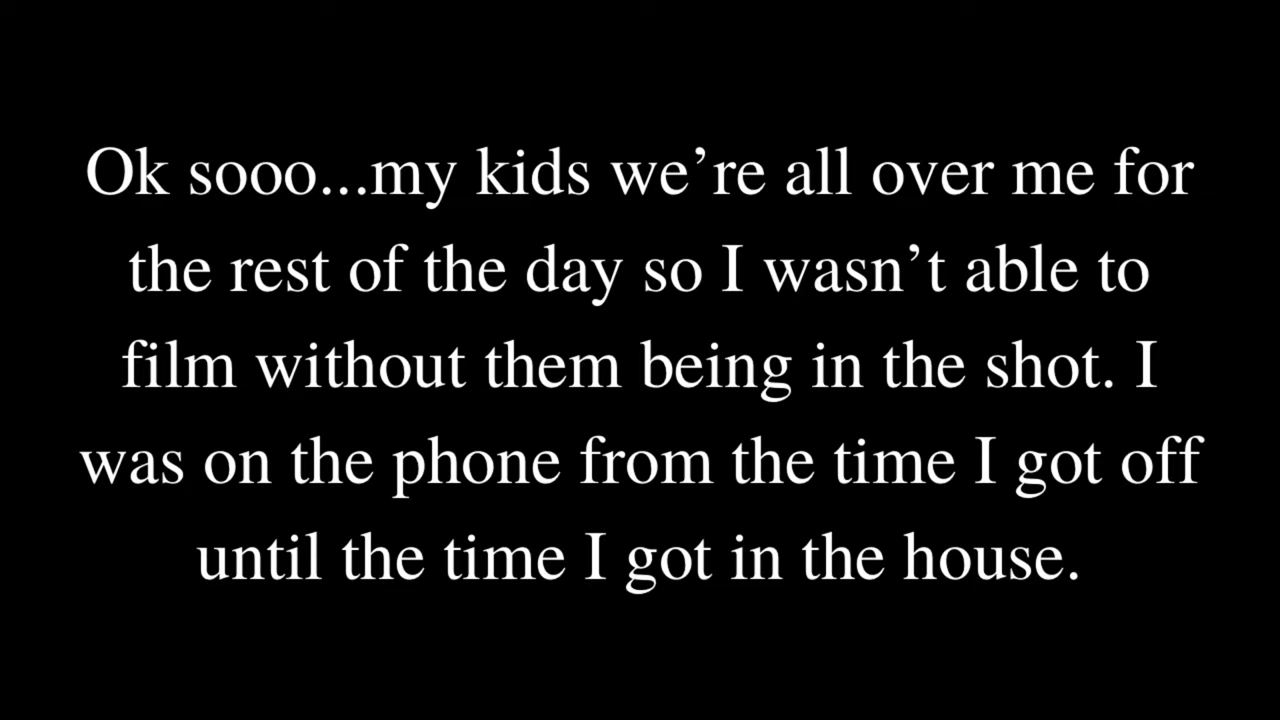 Ok sooo...my kids we’re all over me for
the rest of the day so I wasn’t able to
film without them being in the shot. I
was on the phone from the time I got off
until the time I got in the house.